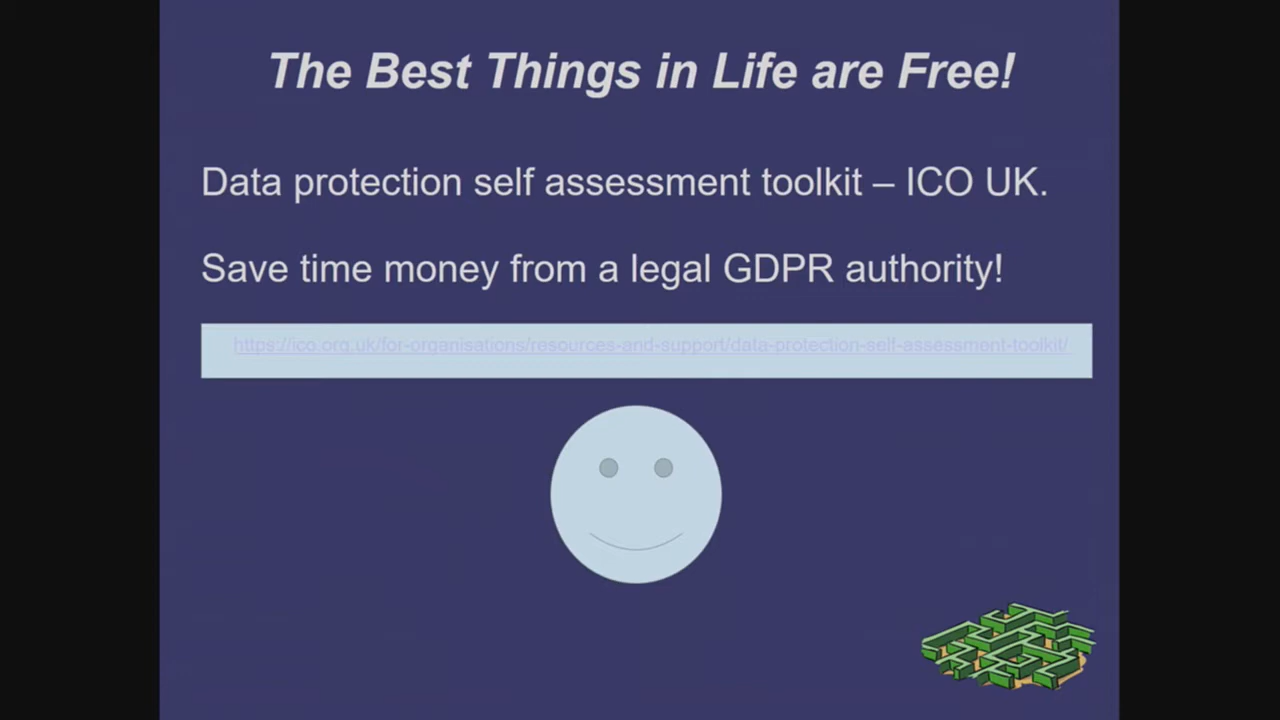 The Best Things in Life are Free!
Data protection self assessment toolkit – ICO UK.
Save time money from a legal GDPR authority!
https://ico.org.uk/for-organisations/resources-and-support/data-protection-self-assessment-toolkit/